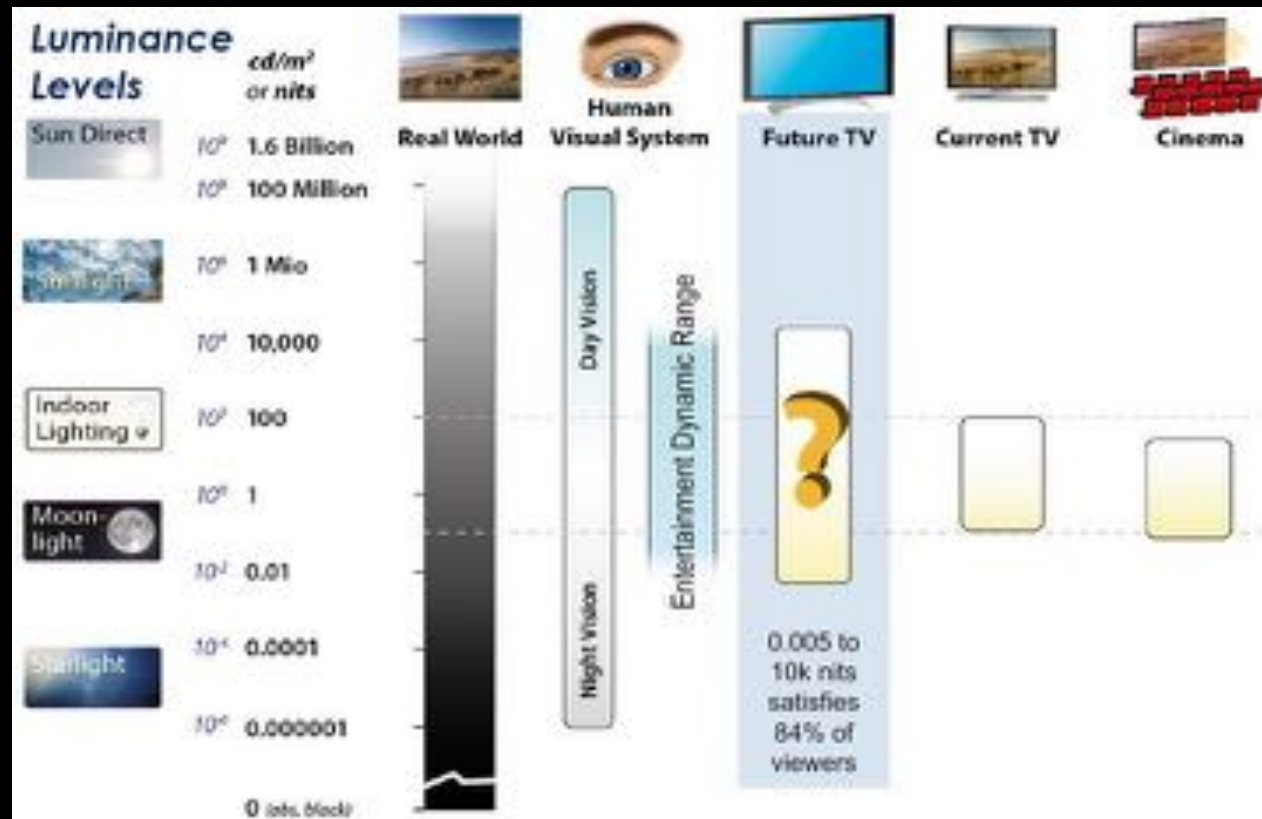 Luminance
Levels
cd/m²
or nits
Real World
Human
Visual System
Future TV
Current TV
Cinema
Sun Direct
10⁹ 1.6 Billion
10⁸ 100 Million
10⁶ 1 Mio
10⁴ 10,000
Indoor
Lighting
10² 100
10⁰ 1
Moon-
light
10⁻² 0.01
10⁻⁴ 0.0001
Starlight
10⁻⁶ 0.000001
0 (abs. black)
Day Vision
Night Vision
Entertainment Dynamic Range
?
0.005 to
10k nits
satisfies
84% of
viewers